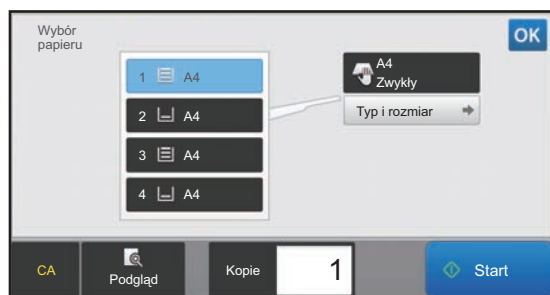 Wybór
papieru
OK
1 A4
2 A4
3 A4
4 A4
A4
Zwykły
Typ i rozmiar
CA
Podgląd
Kopie
1
Start